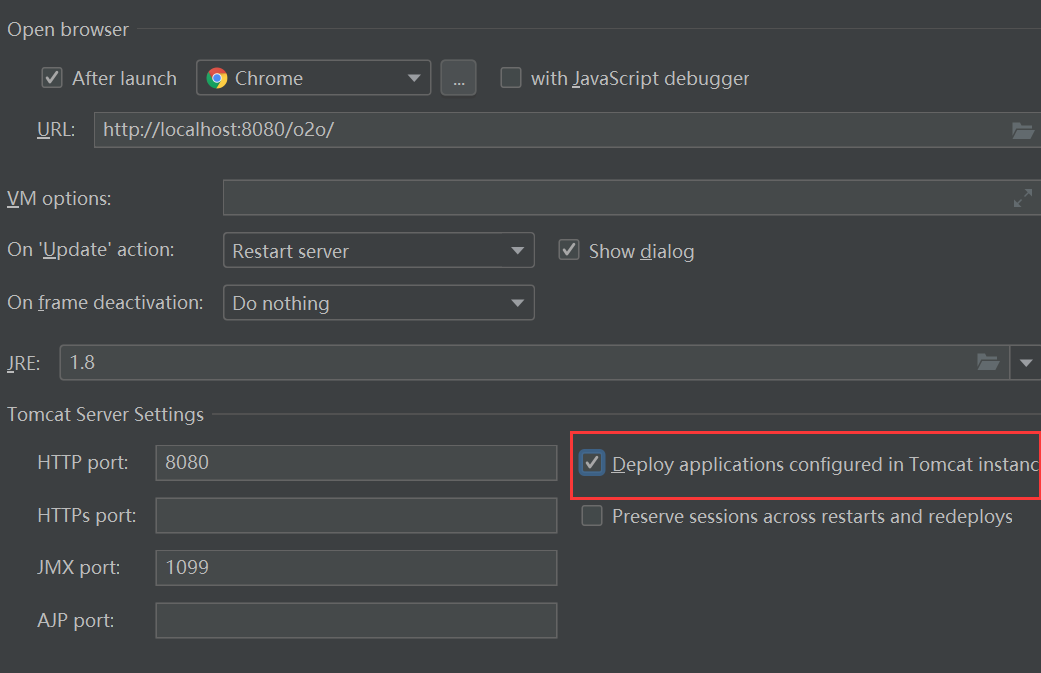 Open browser
After launch Chrome ... with JavaScript debugger
URL: http://localhost:8080/o2o/
VM options:
On 'Update' action: Restart server Show dialog
On frame deactivation: Do nothing
JRE: 1.8
Tomcat Server Settings
HTTP port: 8080 Deploy applications configured in Tomcat instanc
HTTPs port: Preserve sessions across restarts and redeploys
JMX port: 1099
AJP port: